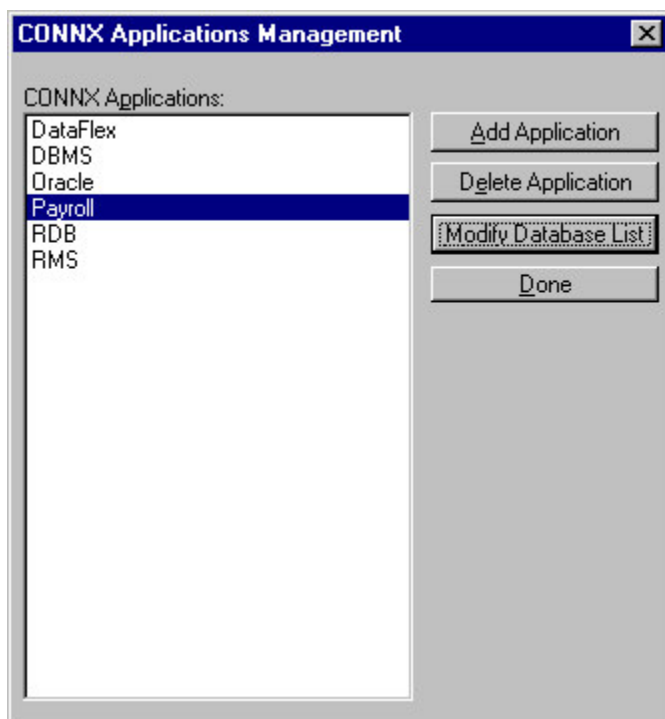 CONNX Applications Management
CONNX Applications:
DataFlex
DBMS
Oracle
Payroll
RDB
RMS
Add Application
Delete Application
Modify Database List
Done